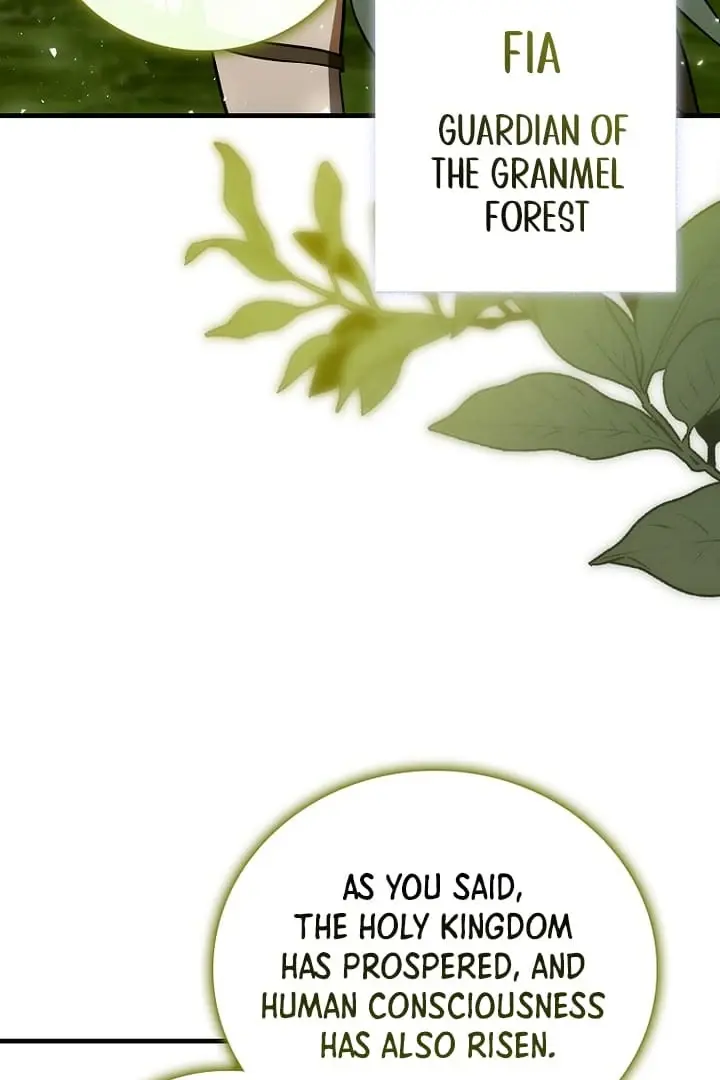 FIA
GUARDIAN OF
THE GRANMEL
FOREST
AS YOU SAID,
THE HOLY KINGDOM
HAS PROSPERED, AND
HUMAN CONSCIOUSNESS
HAS ALSO RISEN.